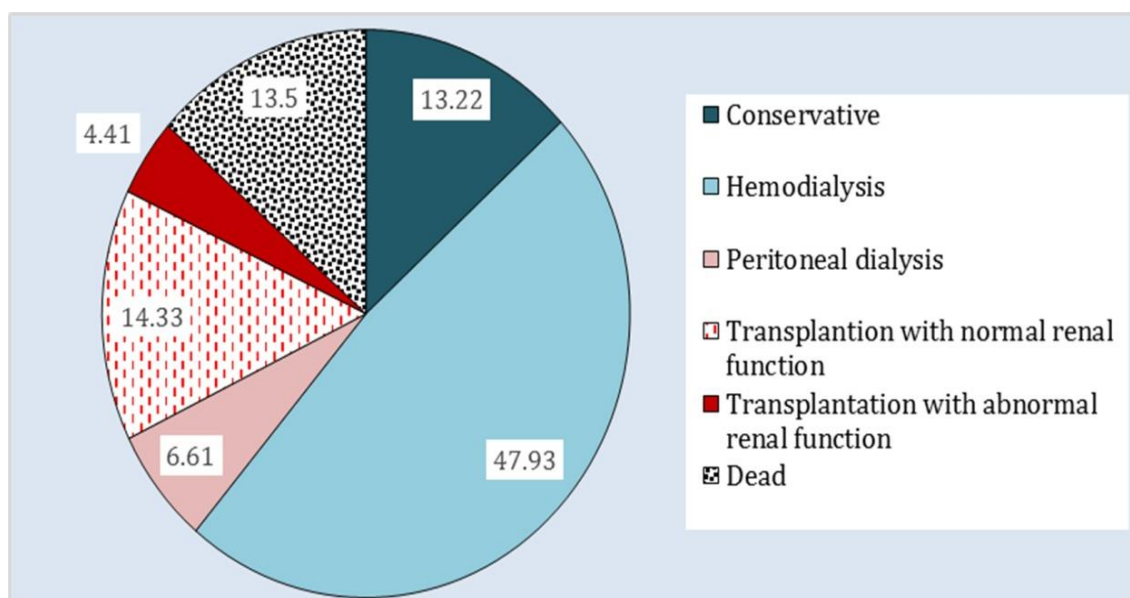 13.5
13.22
4.41
14.33
6.61
47.93
Conservative
Hemodialysis
Peritoneal dialysis
Transplantion with normal renal
function
Transplantation with abnormal
renal function
Dead